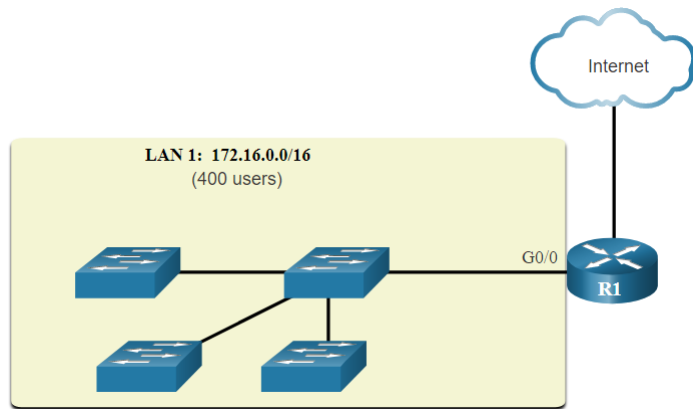 Internet
LAN 1: 172.16.0.0/16
(400 users)
G0/0
R1